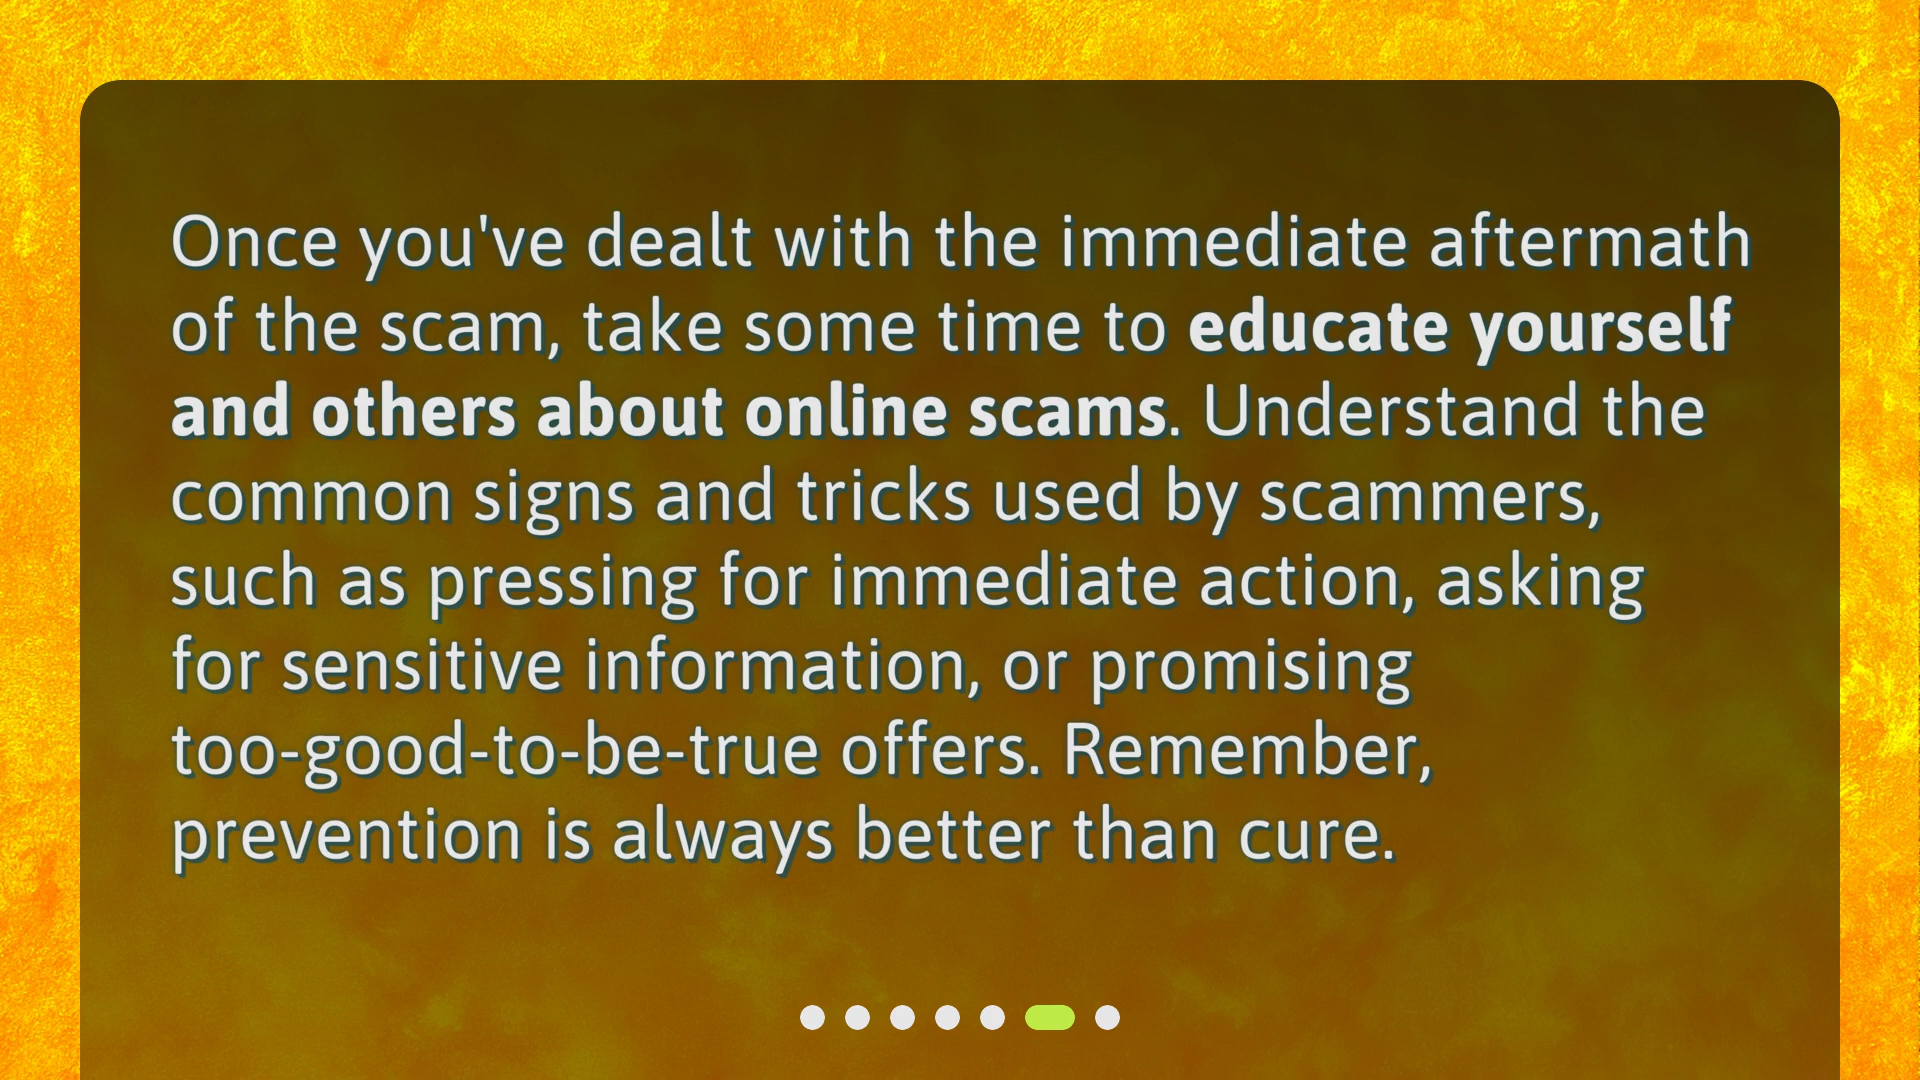 Once you've dealt with the immediate aftermath
of the scam, take some time to educate yourself
and others about online scams. Understand the
common signs and tricks used by scammers,
such as pressing for immediate action, asking
for sensitive information, or promising
too-good-to-be-true offers. Remember,
prevention is always better than cure.